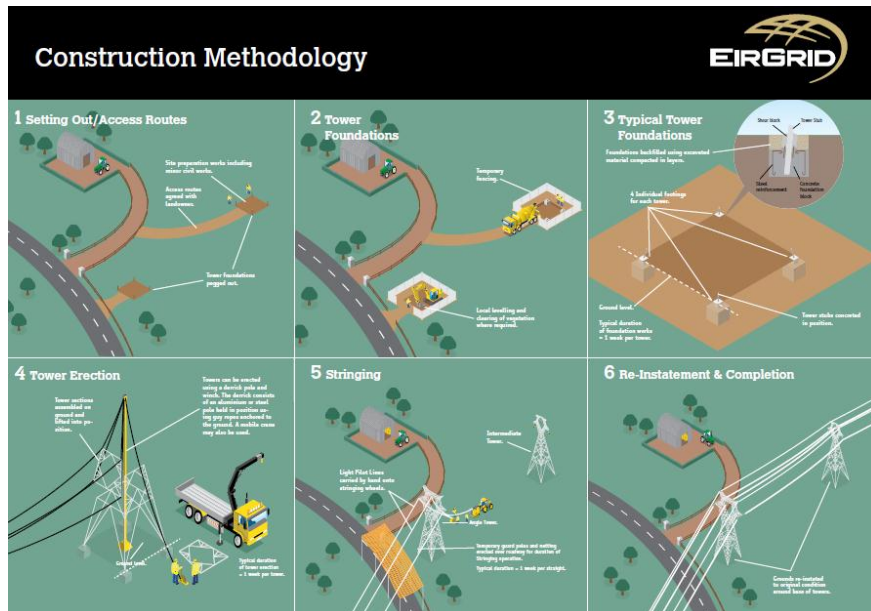 Construction Methodology
EIRGRID
1 Setting Out/Access Routes
Site preparation works including
minor civil works.
Access routes
agreed with
landowner.
Tower foundations
pegged out.
2 Tower
Foundations
Temporary
fencing.
Local levelling and
clearing of vegetation
where required.
3 Typical Tower
Foundations
Foundations backfilled using excavated
material compacted in layers.
Tower Stub
Steel
reinforcement
Concrete
foundation
block
4 Individual footings
for each tower.
Ground level.
Typical duration
of foundation works
= 1 week per tower.
Tower stubs concreted
in position.
4 Tower Erection
Tower sections
assembled on
ground and
lifted into po-
sition.
Towers can be erected
using a derrick pole and
winch. The derrick consists
of an aluminium or steel
pole held in position us-
ing guy ropes anchored to
the ground. A mobile crane
may also be used.
Ground level.
Typical duration
of tower erection
= 1 week per tower.
5 Stringing
Intermediate
Tower.
Light Pilot Lines
carried by hand onto
stringing wheels.
Angle Tower.
Temporary guard poles and netting
erected over roadway for duration of
Stringing operation.
Typical duration = 1 week per straight.
6 Re-Instatement & Completion
Grounds re-instated
to original condition
around base of towers.